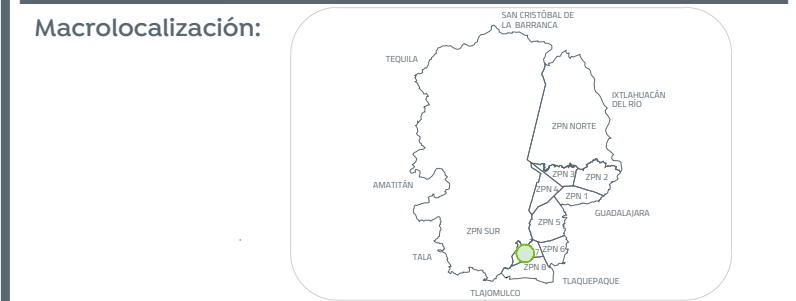 Macrolocalización:
SAN CRISTÓBAL DE
LA BARRANCA
TEQUILA
IXTLAHUACÁN
DEL RÍO
ZPN NORTE
ZPN 3
ZPN 2
AMATITÁN
ZPN 4
ZPN 1
GUADALAJARA
ZPN 5
ZPN SUR
7
ZPN 6
TALA
ZPN 8
TLAQUEPAQUE
TLAJOMULCO